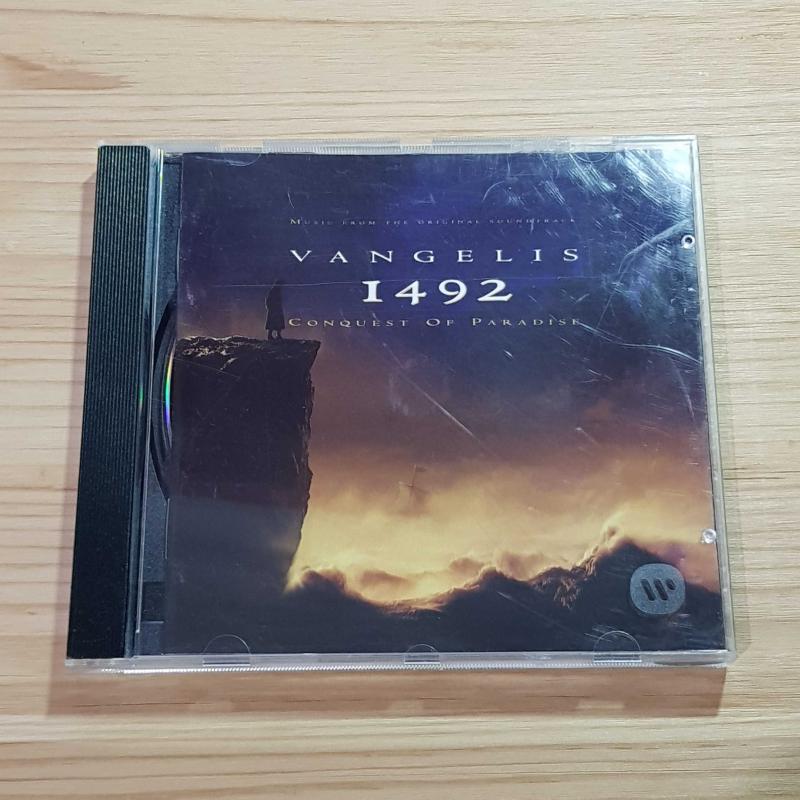 MUSIC FROM THE ORIGINAL SOUNDTRACK
VANGELIS
1492
CONQUEST OF PARADISE